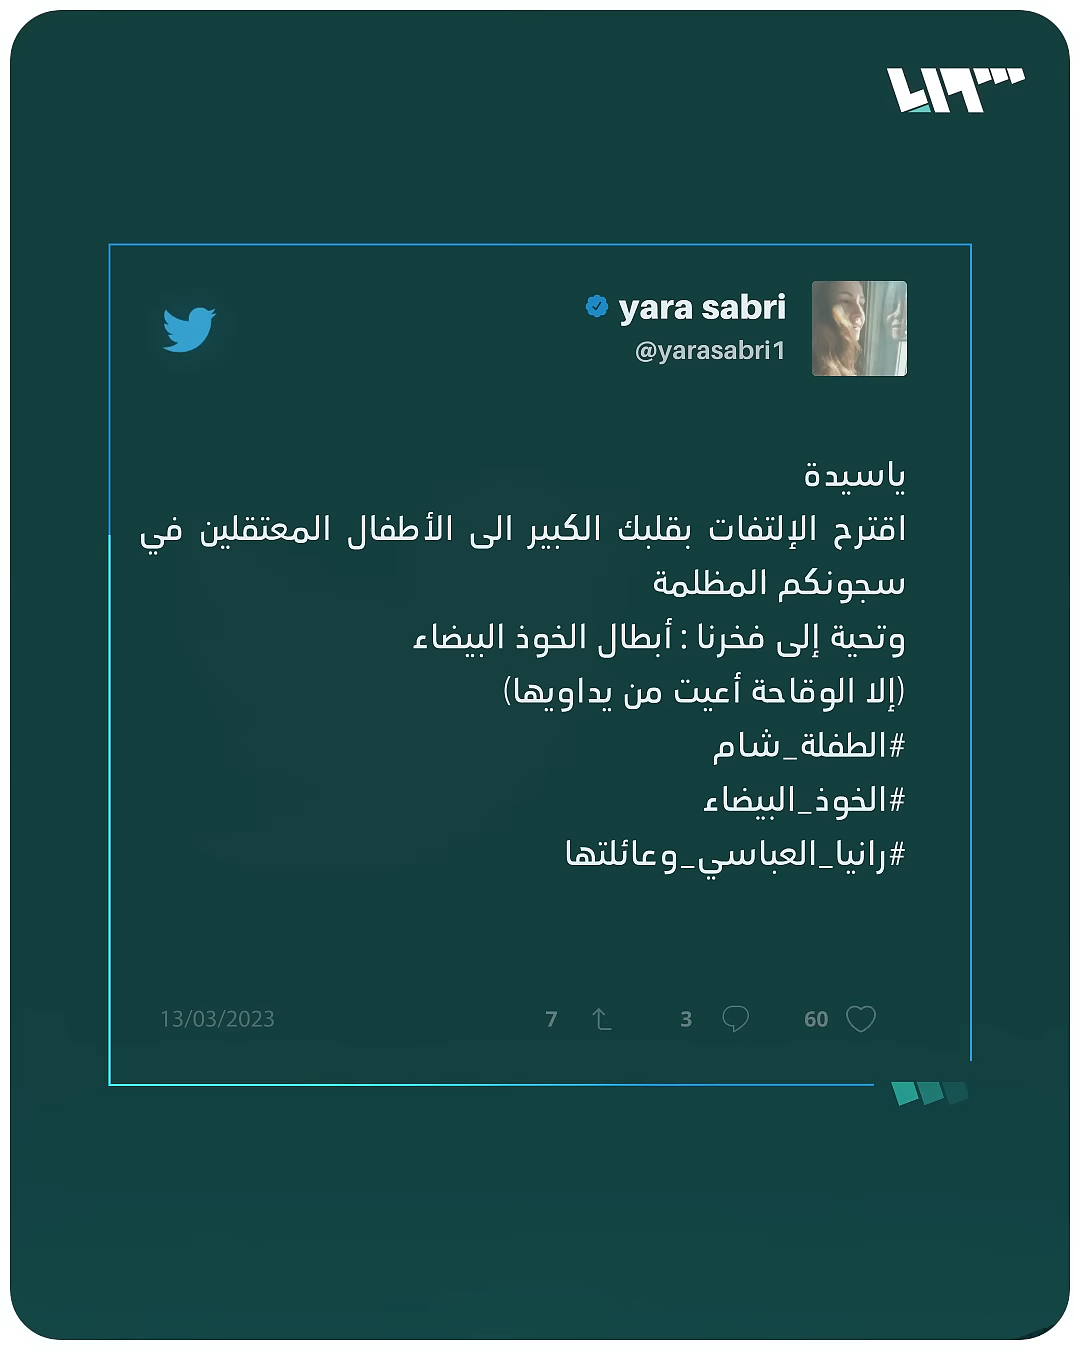 yara sabri
@yarasabri1
ياسيدة
اقترح الإلتفات بقلبك الكبير الى الأطفال المعتقلين في
سجونكم المظلمة
وتحية إلى فخرنا : أبطال الخوذ البيضاء
(إلا الوقاحة أعيت من يداويها)
#الطفلة_شام
#الخوذ_البيضاء
#رانيا_العباسي_وعائلتها
13/03/2023 7 3 60